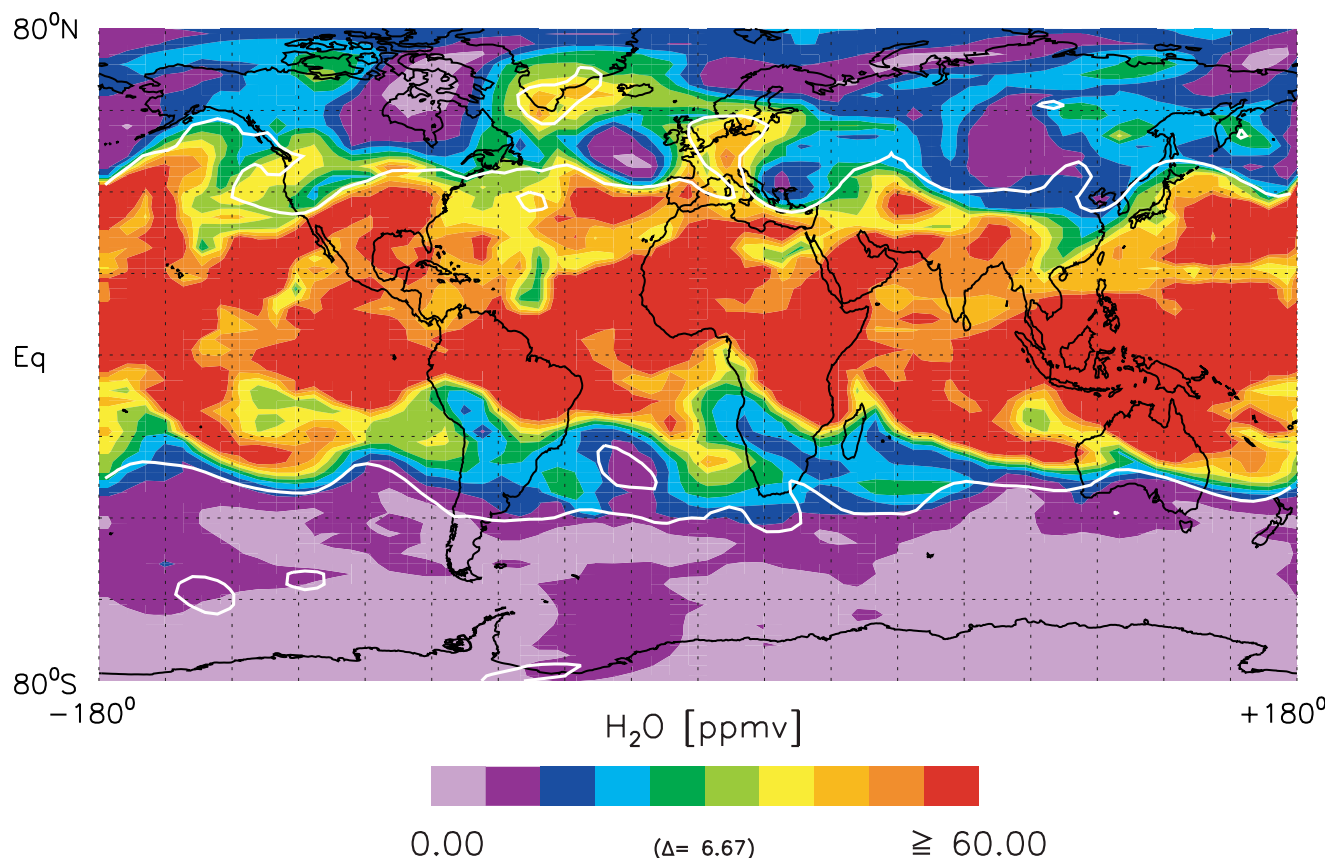 80⁰N
Eq
80⁰S
−180⁰
+180⁰
H₂O [ppmv]
0.00 (Δ= 6.67) ≧ 60.00